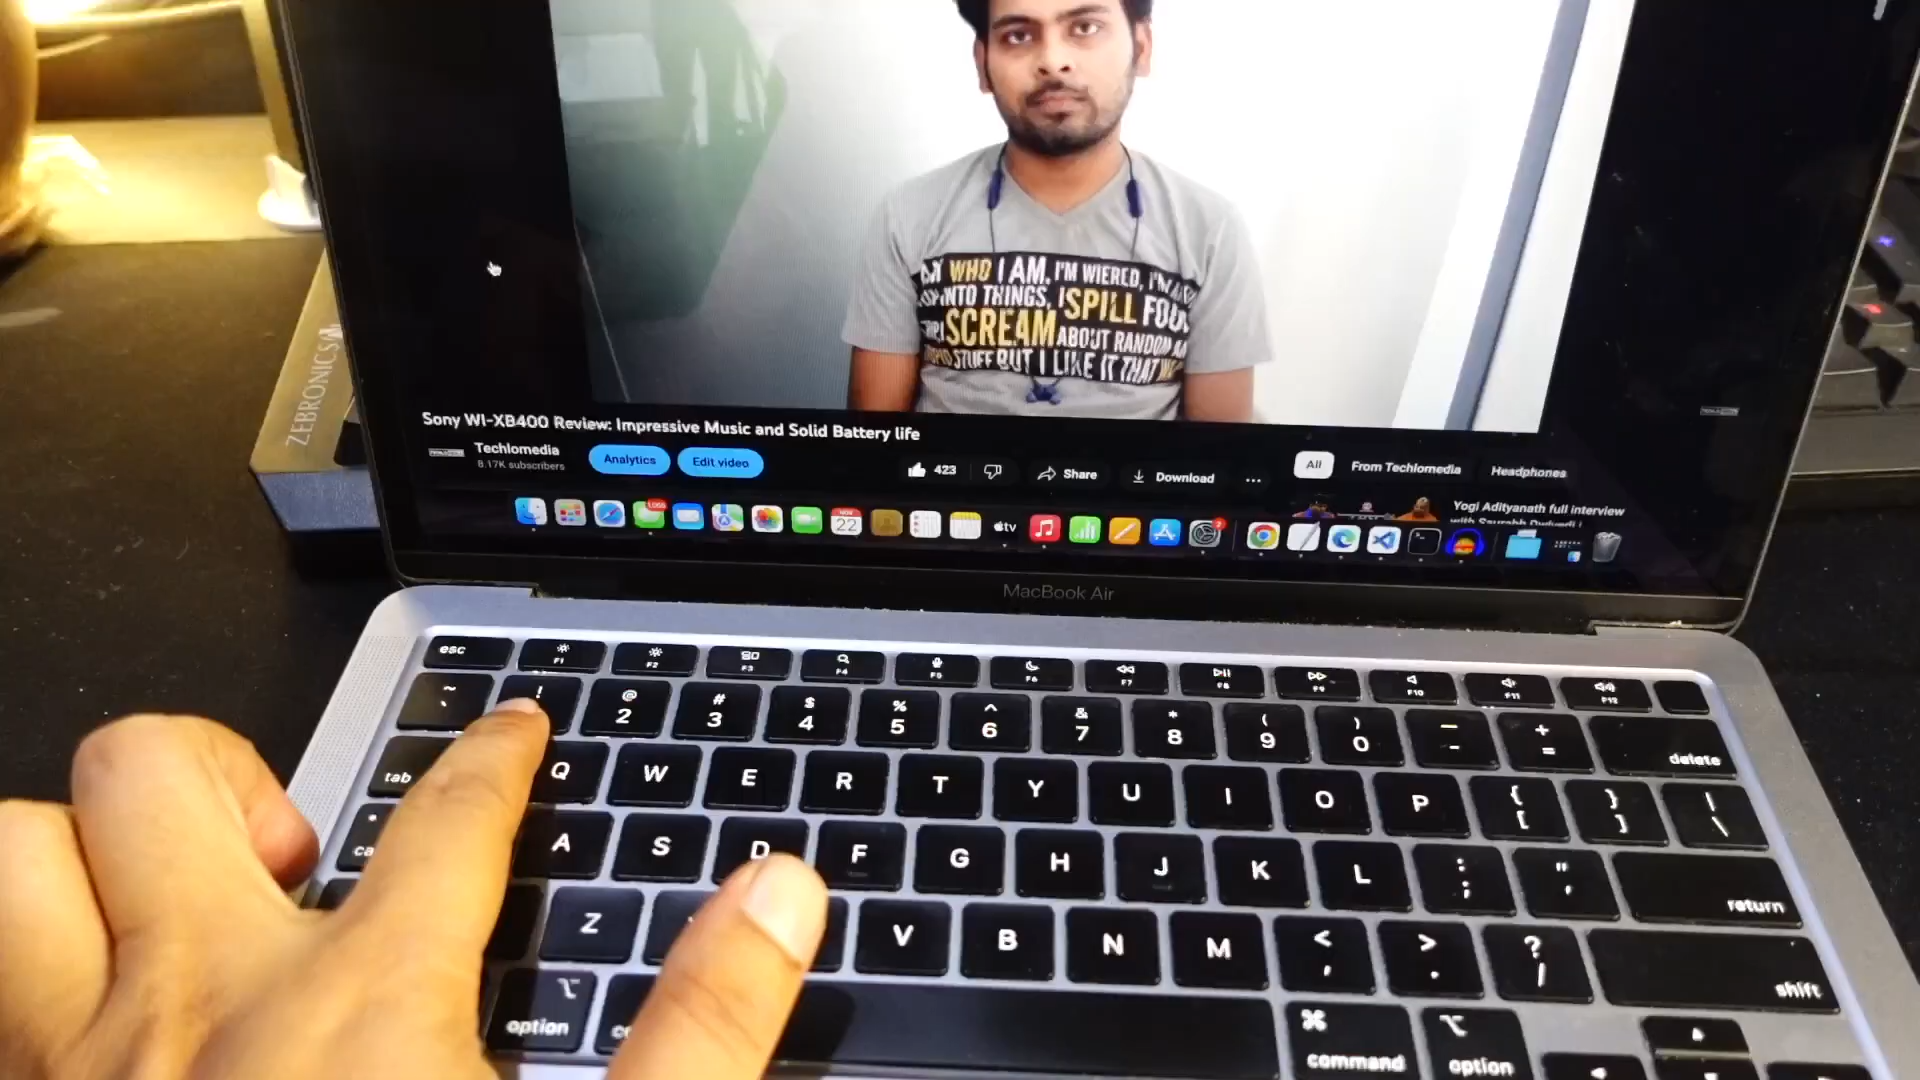 WHO I AM, I'M WIERED,
INTO THINGS, I SPILL
SCREAM ABOUT RANDOM
STUFF BUT I LIKE IT THAT
ZEBRONICS
Sony WI-XB400 Review: Impressive Music and Solid Battery life
Techlomedia
8.17K subscribers
Analytics
Edit video
423
Share
Download
...
All
From Techlomedia
Headphones
Yogi Adityanath full interview
with Saurabh Dwivedi |
NOV
22
tv
MacBook Air
esc F1 F2 F3 F4 F5 F6 F7 F8 F9 F10 F11 F12
~ ! @ # $ % ^ & * ( ) _ +
` 2 3 4 5 6 7 8 9 0 - = delete
tab Q W E R T Y U I O P { [ } ] | \
A S D F G H J K L : ; " ' return
Z V B N M < , > . ? / shift
option command option